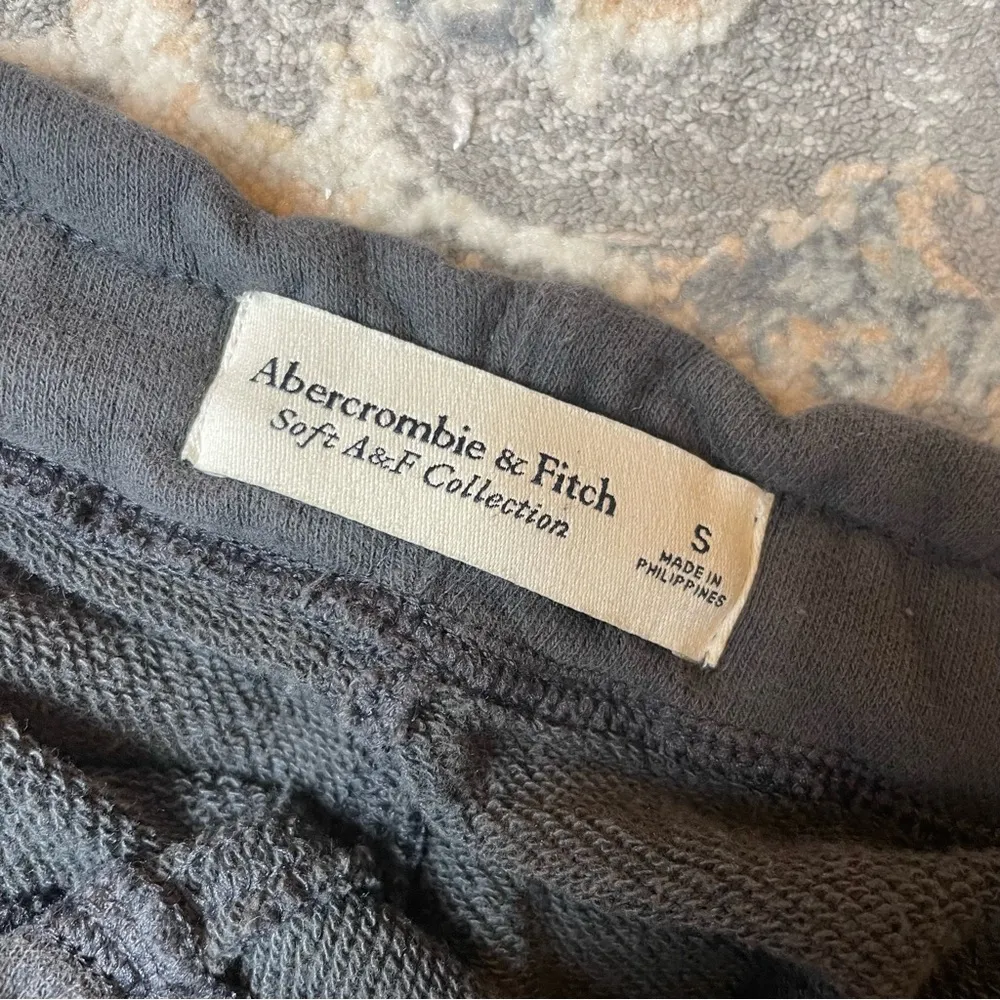 Abercrombie & Fitch
Soft A&F Collection
S
MADE IN
PHILIPPINES